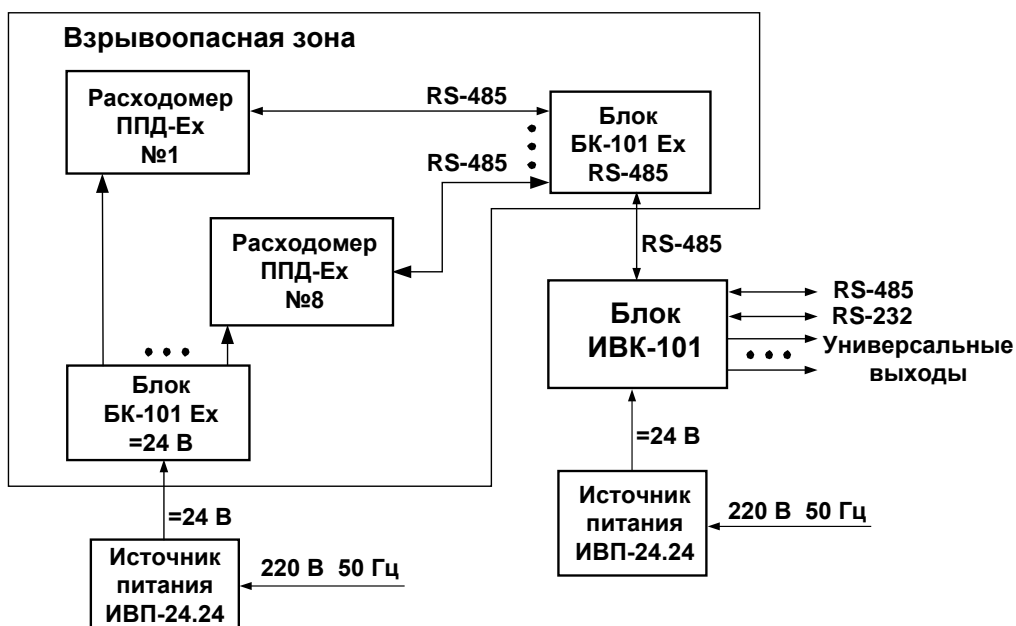 Взрывоопасная зона
Расходомер
ППД-Ех
№1
RS-485
RS-485
Блок
БК-101 Ех
RS-485
Расходомер
ППД-Ех
№8
RS-485
Блок
ИВК-101
RS-485
RS-232
Универсальные
выходы
Блок
БК-101 Ех
=24 В
=24 В
=24 В
Источник
питания
ИВП-24.24
220 В 50 Гц
Источник
питания
ИВП-24.24
220 В 50 Гц